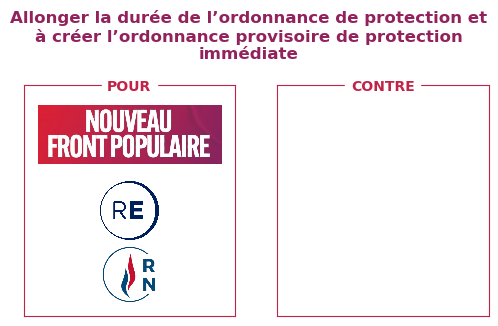 Allonger la durée de l’ordonnance de protection et
à créer l’ordonnance provisoire de protection
immédiate
POUR
CONTRE
NOUVEAU
FRONT POPULAIRE
RE
R
N